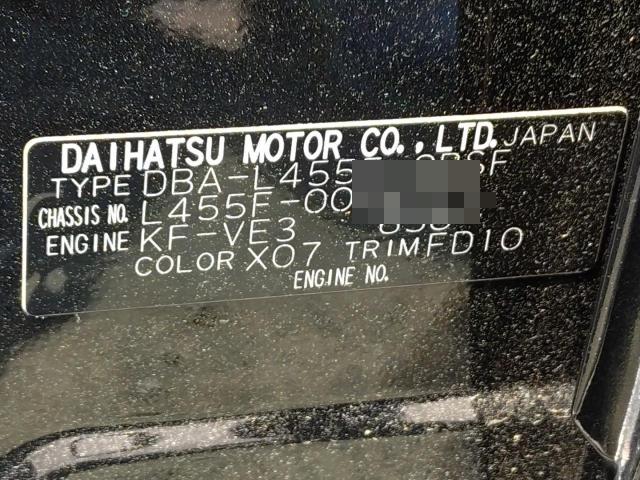 DAIHATSU MOTOR CO., LTD. JAPAN
TYPE DBA-L455F
CHASSIS NO. L455F-00
ENGINE KF-VE3
COLOR X07 TRIM FD10
ENGINE NO.